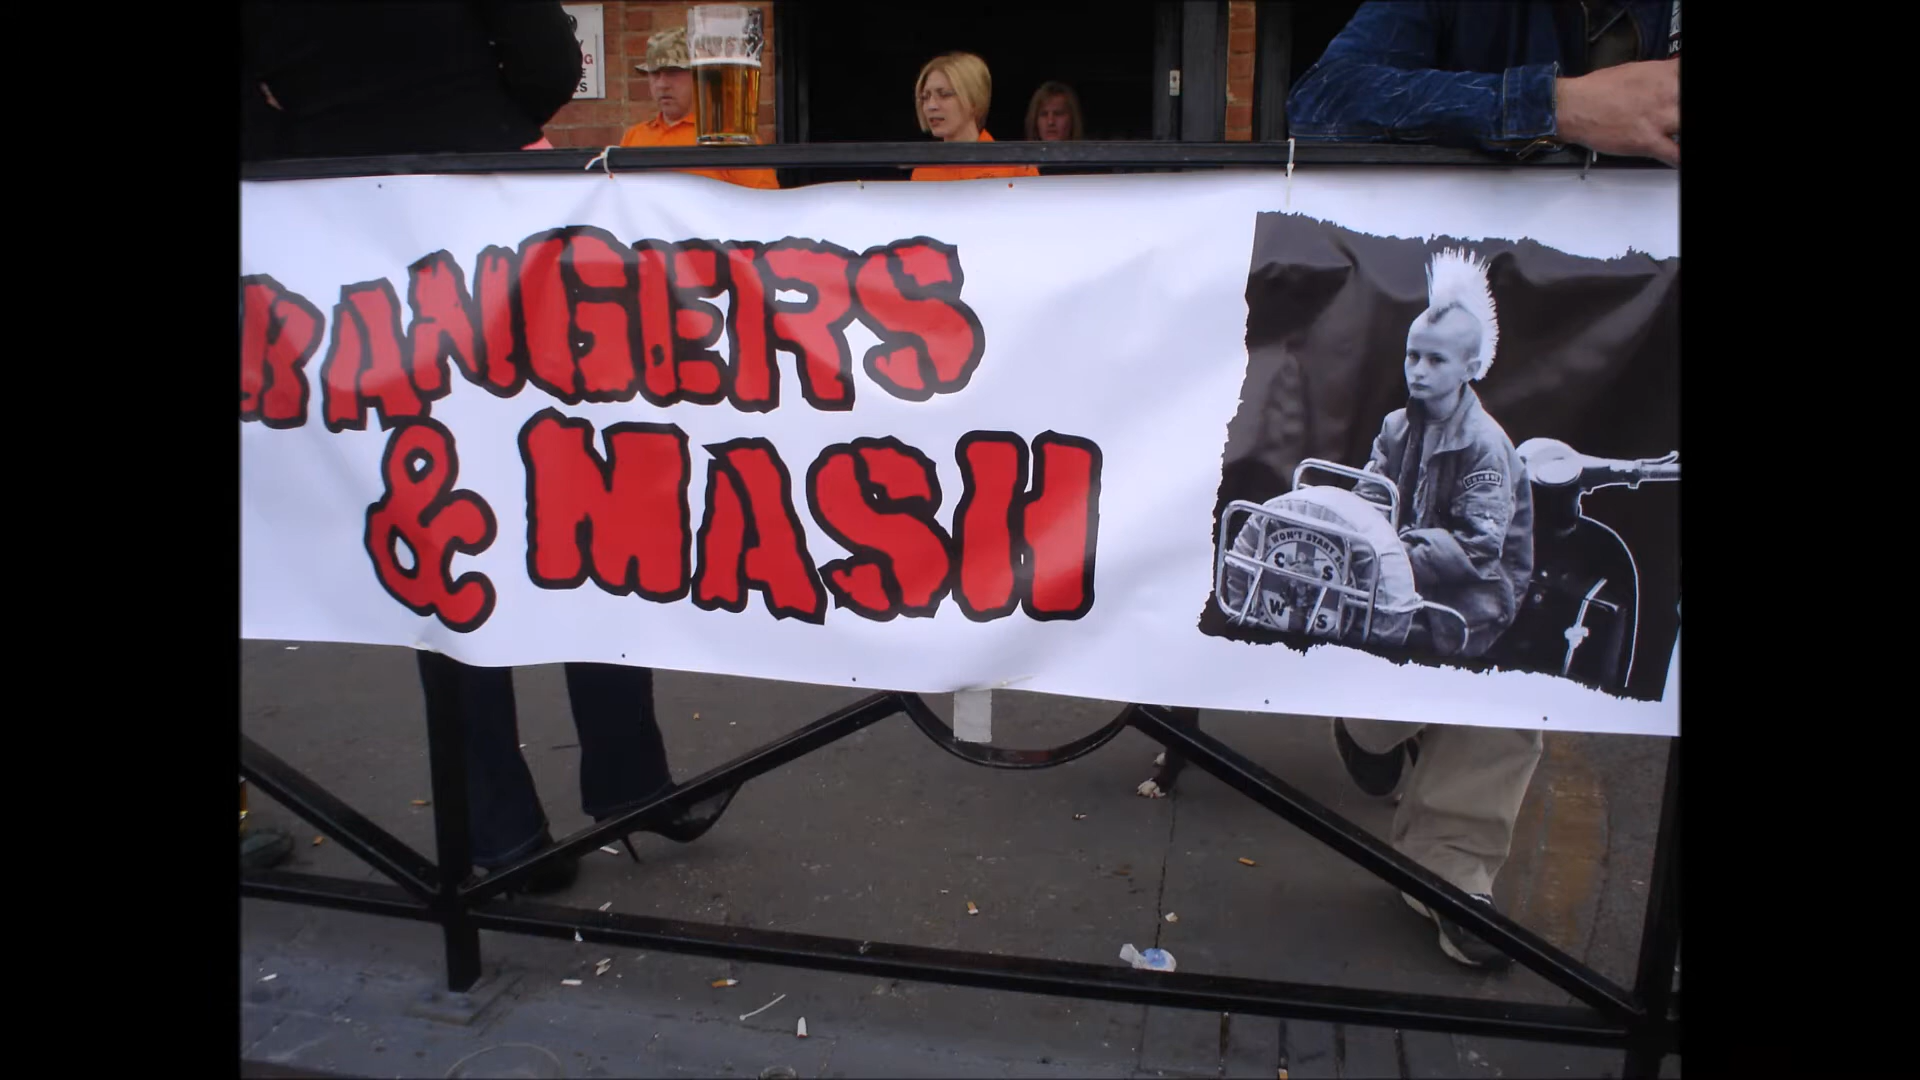 BANGERS
& MASH
WON'T START S
C S
W S